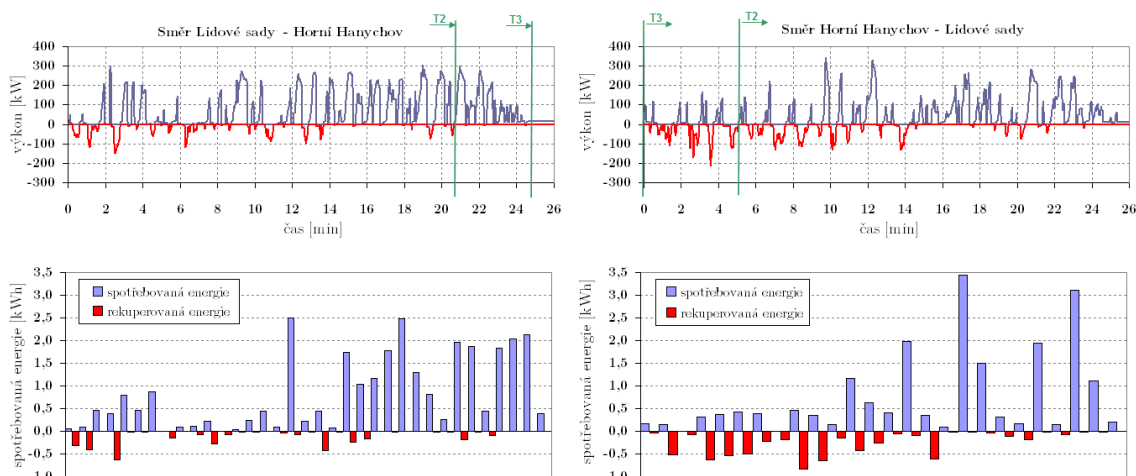 T2
T3
Směr Lidové sady - Horní Hanychov
výkon [kW]
400
300
200
100
0
-100
-200
-300
0 2 4 6 8 10 12 14 16 18 20 22 24 26
čas [min]
T3
T2
Směr Horní Hanychov - Lidové sady
výkon [kW]
400
300
200
100
0
-100
-200
-300
0 2 4 6 8 10 12 14 16 18 20 22 24 26
čas [min]
spotřebovaná energie [kWh]
3,5
3,0
2,5
2,0
1,5
1,0
0,5
0,0
-0,5
-1,0
spotřebovaná energie
rekuperovaná energie
spotřebovaná energie [kWh]
3,5
3,0
2,5
2,0
1,5
1,0
0,5
0,0
-0,5
-1,0
spotřebovaná energie
rekuperovaná energie